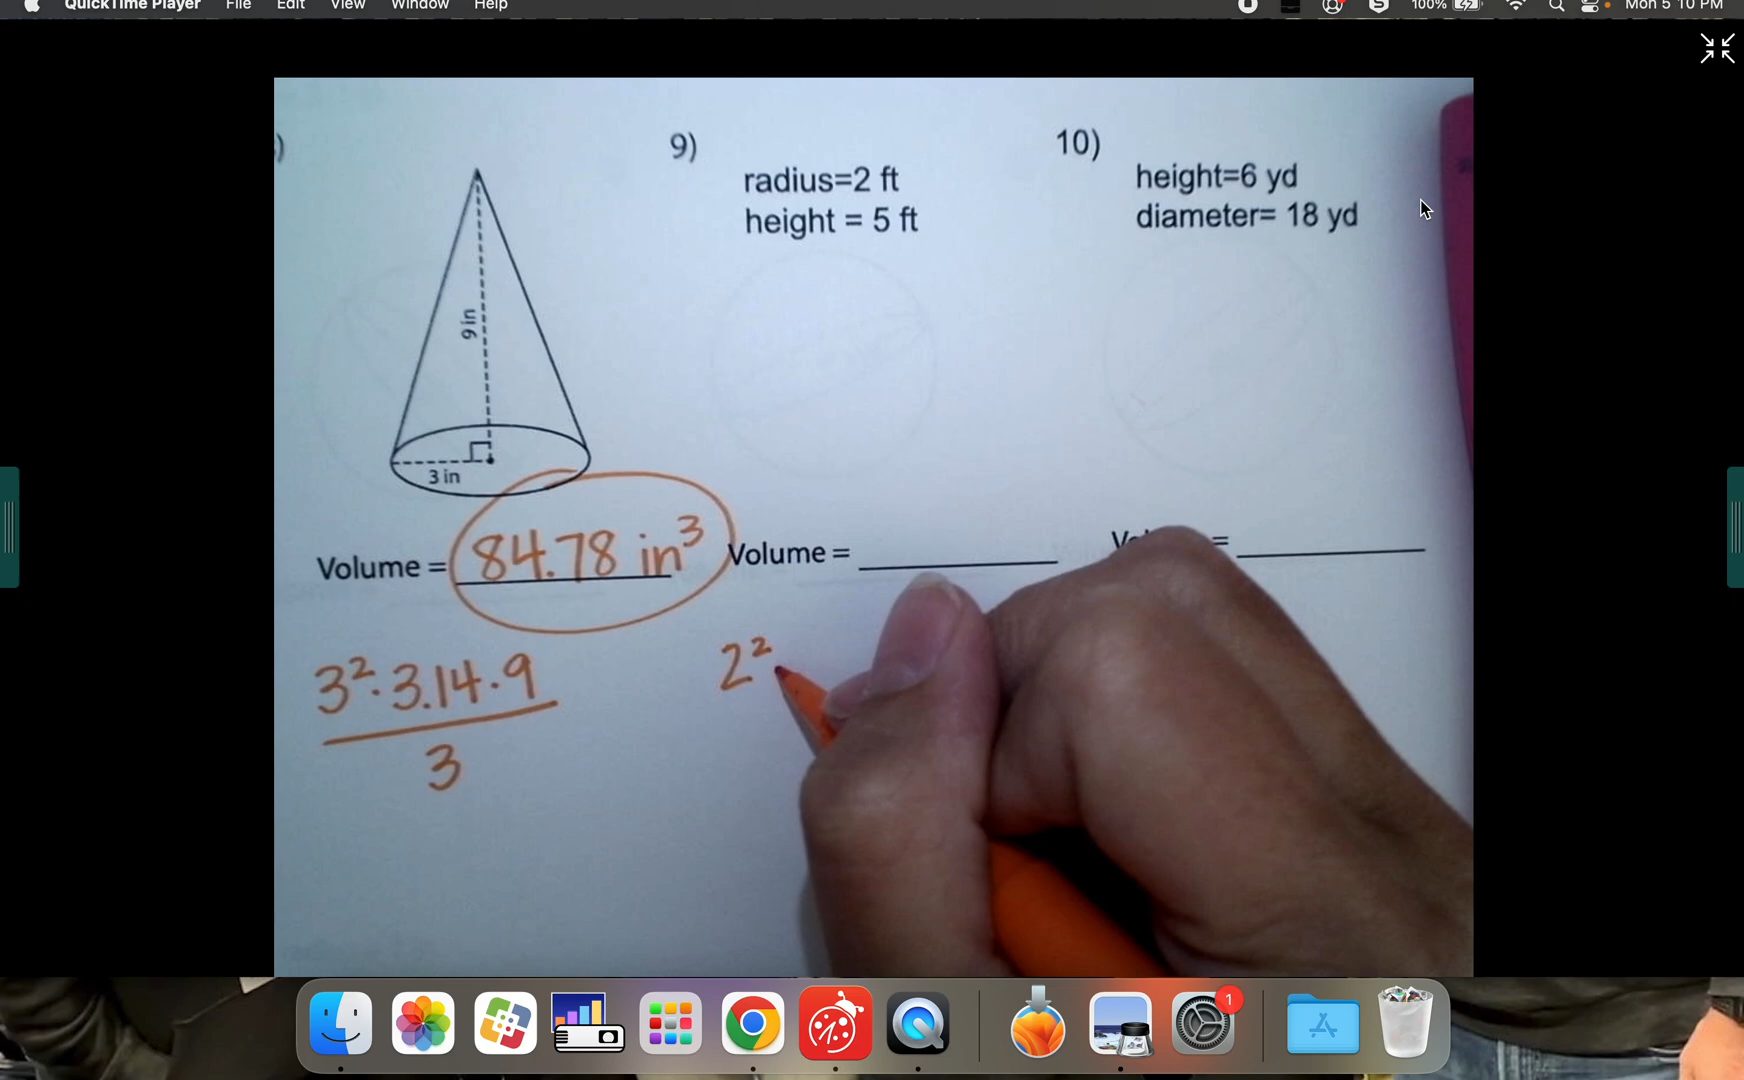 QuickTime Player File Edit View Window Help
100%
Mon 5 10 PM
)
9)
10)
radius=2 ft
height = 5 ft
height=6 yd
diameter= 18 yd
9 in
3 in
Volume = 84.78 in³
Volume =
=
3².3.14.9
3
2²
1